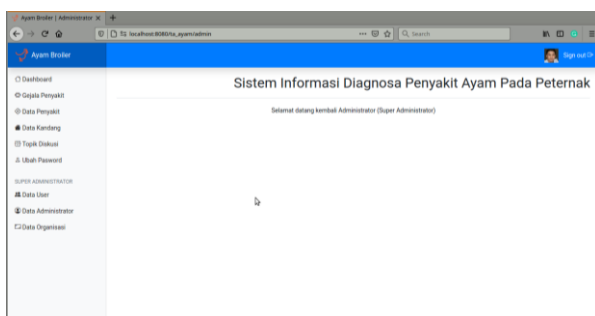 Ayam Broiler | Administrator
localhost:8080/ta_ayam/admin
Search
Ayam Broiler
Sign out
Dashboard
Sistem Informasi Diagnosa Penyakit Ayam Pada Peternak
Gejala Penyakit
Selamat datang kembali Administrator (Super Administrator)
Data Penyakit
Data Kandang
Topik Diskusi
Ubah Password
SUPER ADMINISTRATOR
Data User
Data Administrator
Data Organisasi